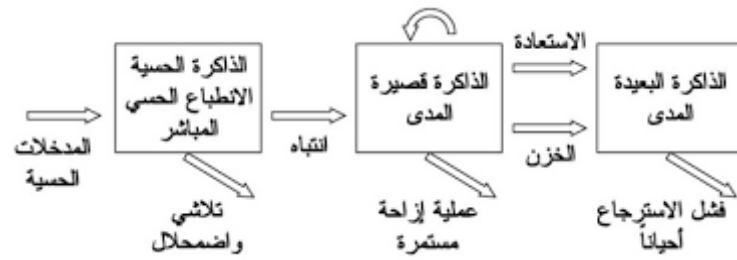 المدخلات
الحسية
الذاكرة الحسية
الانطباع الحسي
المباشر
تلاشي
واضمحلال
انتباه
الذاكرة قصيرة
المدى
عملية إزاحة
مستمرة
الاستعادة
الخزن
الذاكرة البعيدة
المدى
فشل الاسترجاع
أحياناً